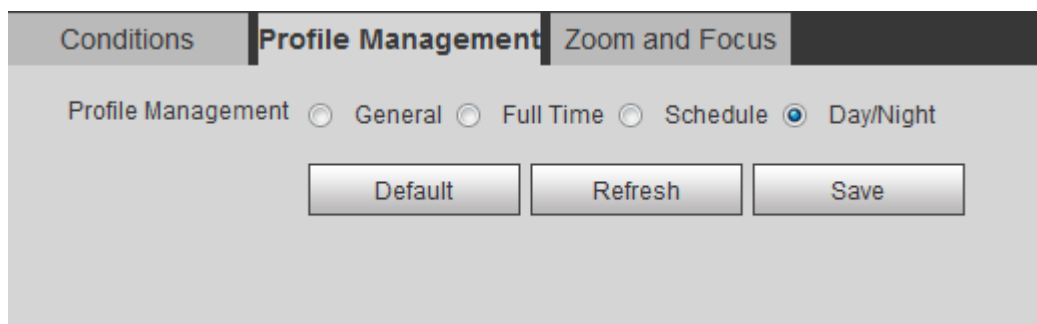 Conditions Profile Management Zoom and Focus
Profile Management General Full Time Schedule Day/Night
Default Refresh Save